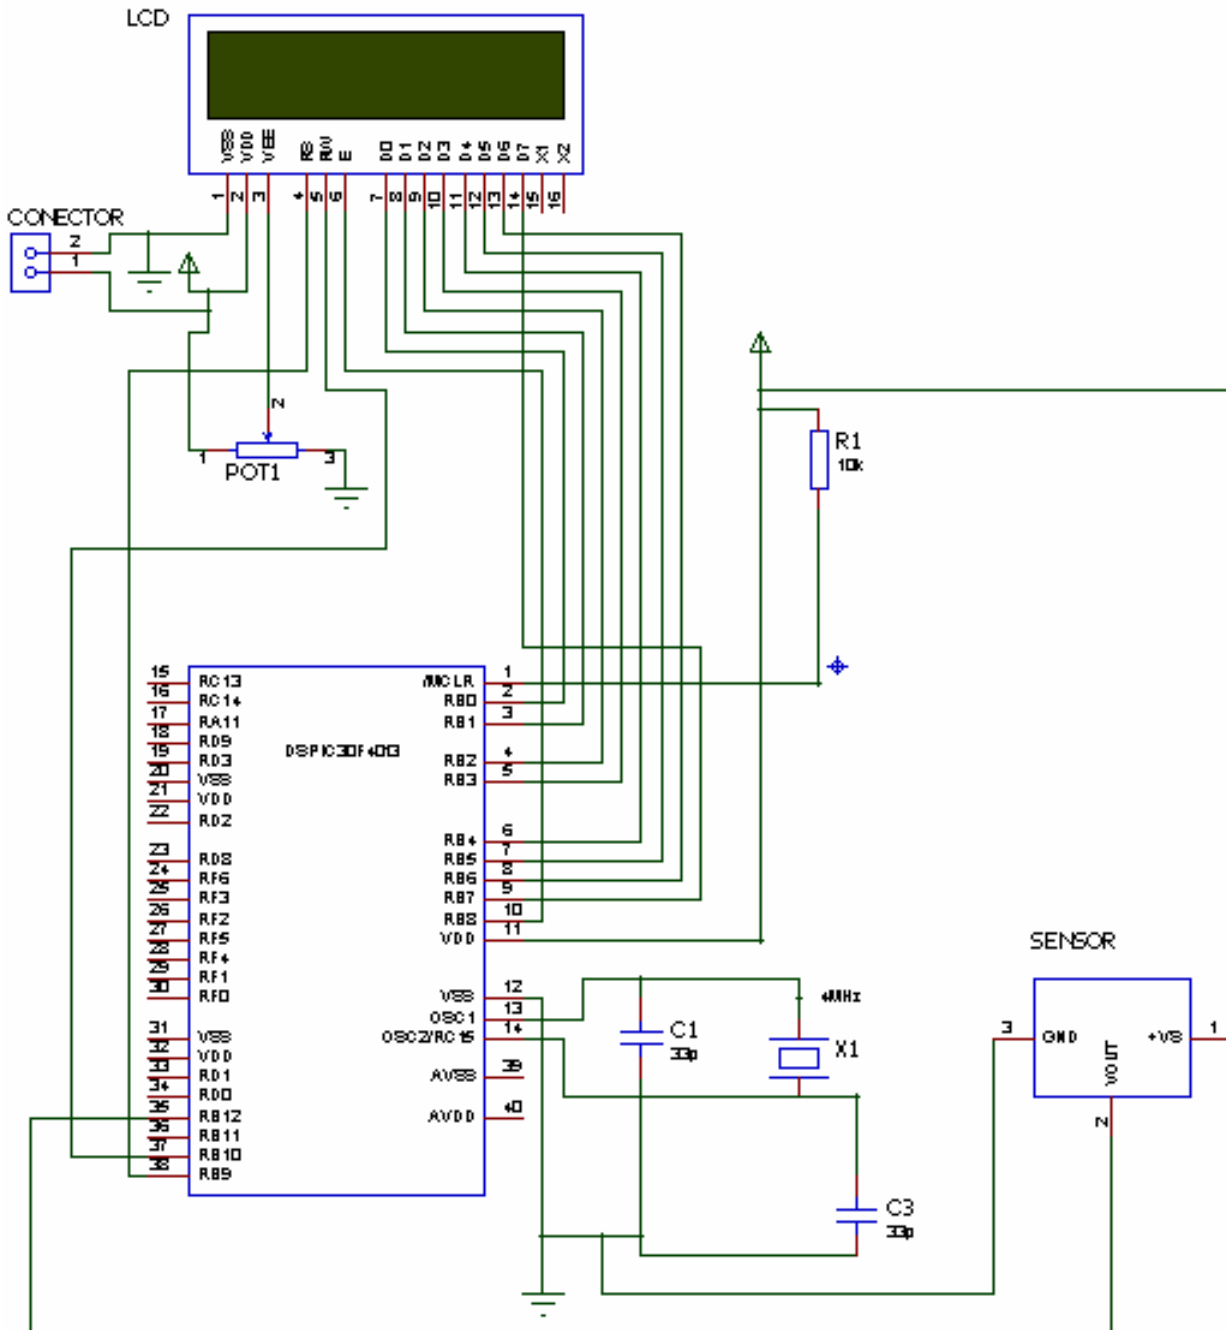 LCD
VSS VDD VEE RS RW E D0 D1 D2 D3 D4 D5 D6 D7 X1 X2
1 2 3 4 5 6 7 8 9 10 11 12 13 14 15 16
CONECTOR
2
1
2
1 3
POT1
R1
10k
DSPIC30F4013
15 RC13
16 RC14
17 RA11
18 RD9
19 RD3
20 VSS
21 VDD
22 RD2
23 RD8
24 RF6
25 RF3
26 RF2
27 RF5
28 RF4
29 RF1
30 RF0
31 VSS
32 VDD
33 RD1
34 RD0
35 RB12
36 RB11
37 RB10
38 RB9
/MCLR 1
RB0 2
RB1 3
RB2 4
RB3 5
RB4 6
RB5 7
RB6 8
RB7 9
RB8 10
VDD 11
VSS 12
OSC1 13
OSC2/RC15 14
AVSS 39
AVDD 40
C1
33p
4MHz
X1
C3
33p
SENSOR
3 GND +VS 1
VOUT
2